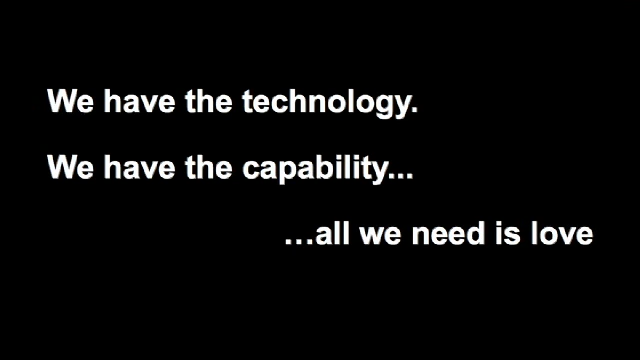 We have the technology.
We have the capability...
...all we need is love